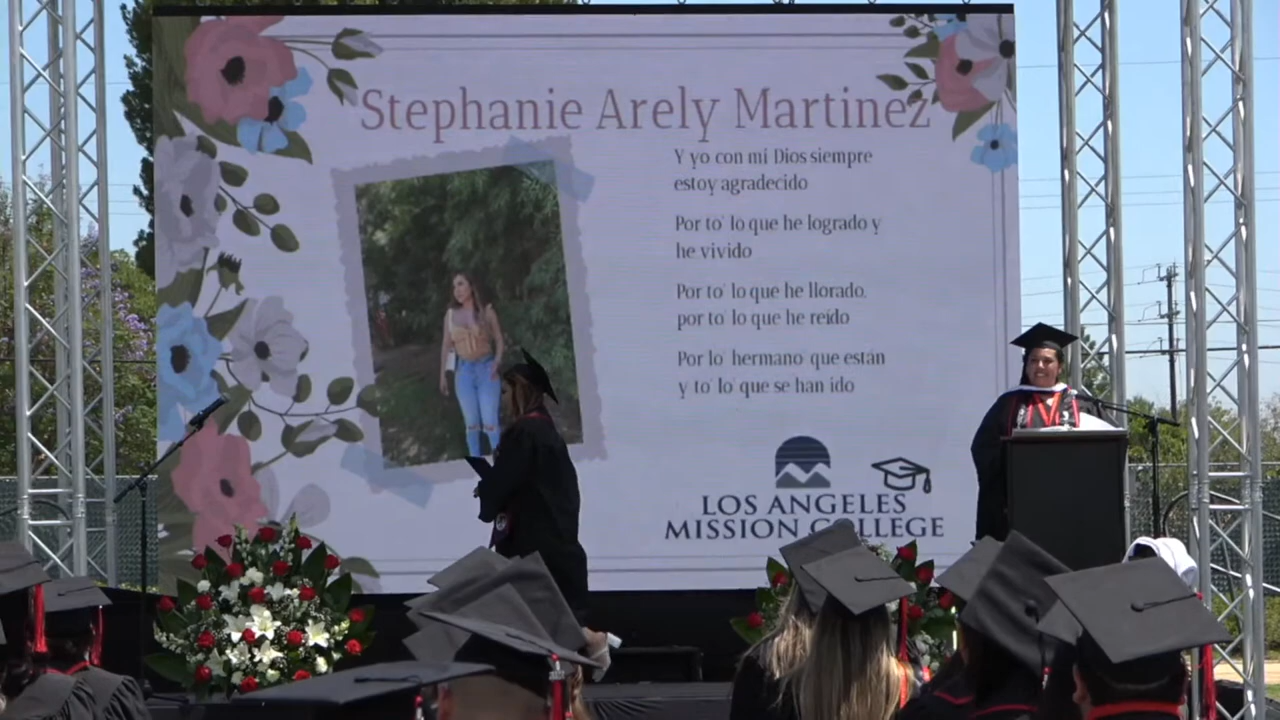 Stephanie Arely Martinez
Y yo con mi Dios siempre
estoy agradecido
Por to' lo que he logrado y
he vivido
Por to' lo que he llorado,
por to' lo que he reído
Por lo' hermano' que están
y to' lo' que se han ido
LOS ANGELES
MISSION COLLEGE